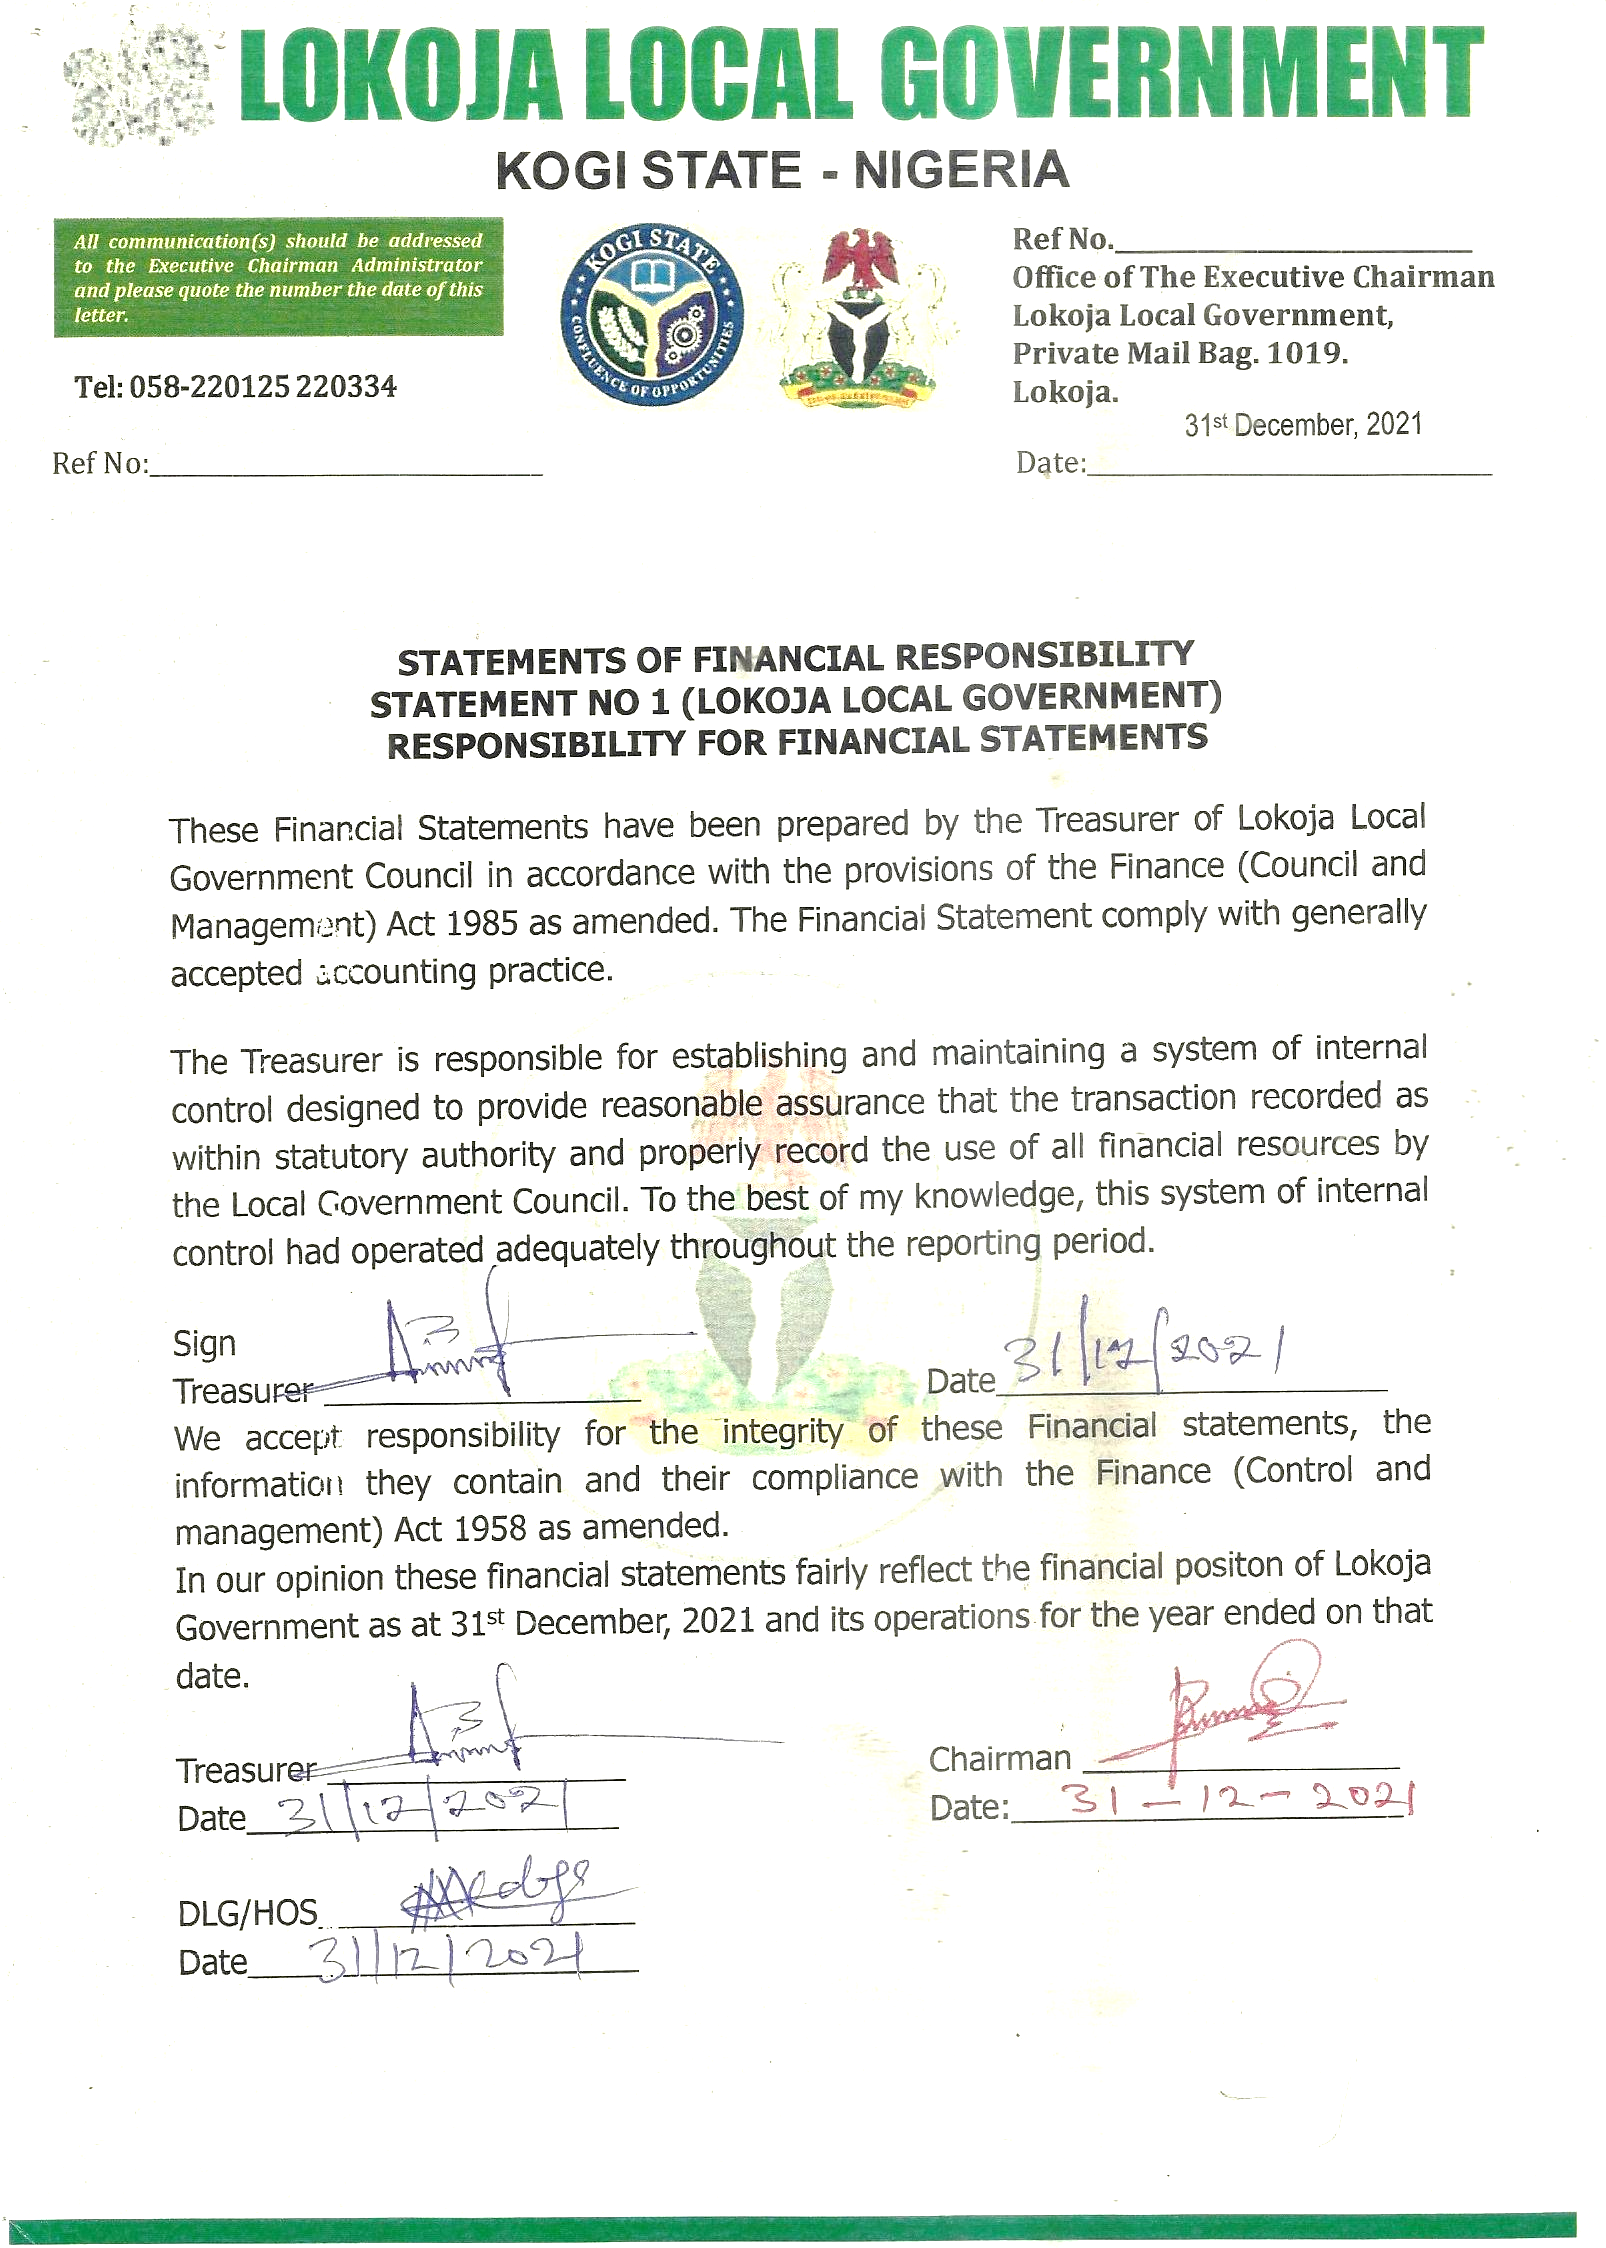 LOKOJA LOCAL GOVERNMENT
KOGI STATE - NIGERIA
All communication(s) should be addressed
to the Executive Chairman Administrator
and please quote the number the date of this
letter.
Tel: 058-220125 220334
Ref No:
KOGI STATE
CONFLUENCE OF OPPORTUNITIES
Ref No.
Office of The Executive Chairman
Lokoja Local Government,
Private Mail Bag. 1019.
Lokoja.
31st December, 2021
Date:
STATEMENTS OF FINANCIAL RESPONSIBILITY
STATEMENT NO 1 (LOKOJA LOCAL GOVERNMENT)
RESPONSIBILITY FOR FINANCIAL STATEMENTS
These Financial Statements have been prepared by the Treasurer of Lokoja Local
Government Council in accordance with the provisions of the Finance (Council and
Management) Act 1985 as amended. The Financial Statement comply with generally
accepted accounting practice.
The Treasurer is responsible for establishing and maintaining a system of internal
control designed to provide reasonable assurance that the transaction recorded as
within statutory authority and properly record the use of all financial resources by
the Local Government Council. To the best of my knowledge, this system of internal
control had operated adequately throughout the reporting period.
Sign
Treasurer
Date 31/12/2021
We accept responsibility for the integrity of these Financial statements, the
information they contain and their compliance with the Finance (Control and
management) Act 1958 as amended.
In our opinion these financial statements fairly reflect the financial positon of Lokoja
Government as at 31st December, 2021 and its operations for the year ended on that
date.
Treasurer
Date 31/12/2021
Chairman
Date: 31-12-2021
DLG/HOS
Date 31/12/2021